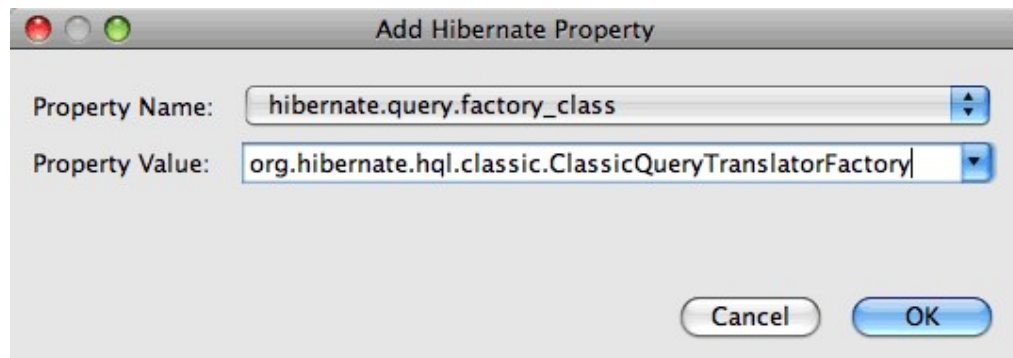 Add Hibernate Property
Property Name: hibernate.query.factory_class
Property Value: org.hibernate.hql.classic.ClassicQueryTranslatorFactory
Cancel OK